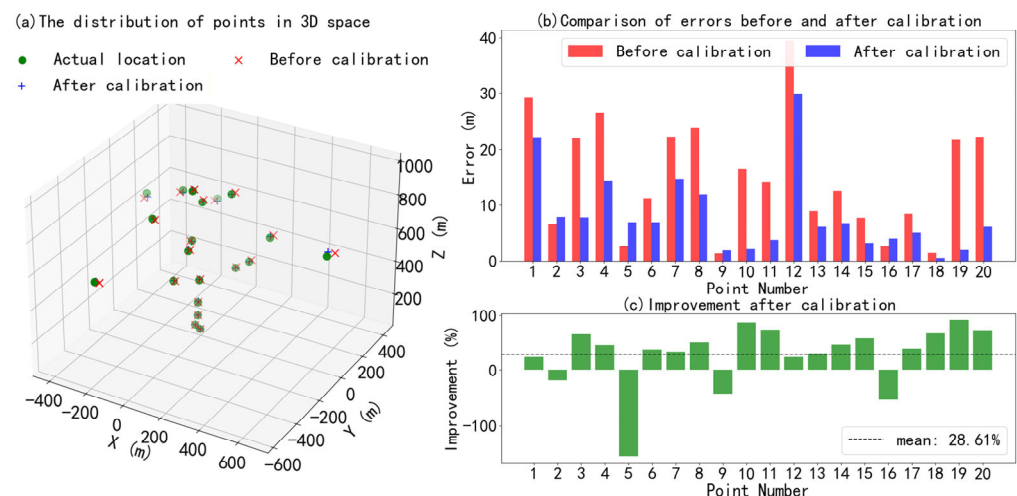 (a)The distribution of points in 3D space
Actual location
Before calibration
After calibration
1000
800
600
400
200
Z (m)
-400
-200
0
200
400
600
X (m)
400
200
0
-200
-400
-600
Y (m)
(b)Comparison of errors before and after calibration
Before calibration
After calibration
40
30
20
10
0
Error (m)
1 2 3 4 5 6 7 8 9 10 11 12 13 14 15 16 17 18 19 20
Point Number
(c)Improvement after calibration
100
0
-100
Improvement (%)
mean: 28.61%
1 2 3 4 5 6 7 8 9 10 11 12 13 14 15 16 17 18 19 20
Point Number